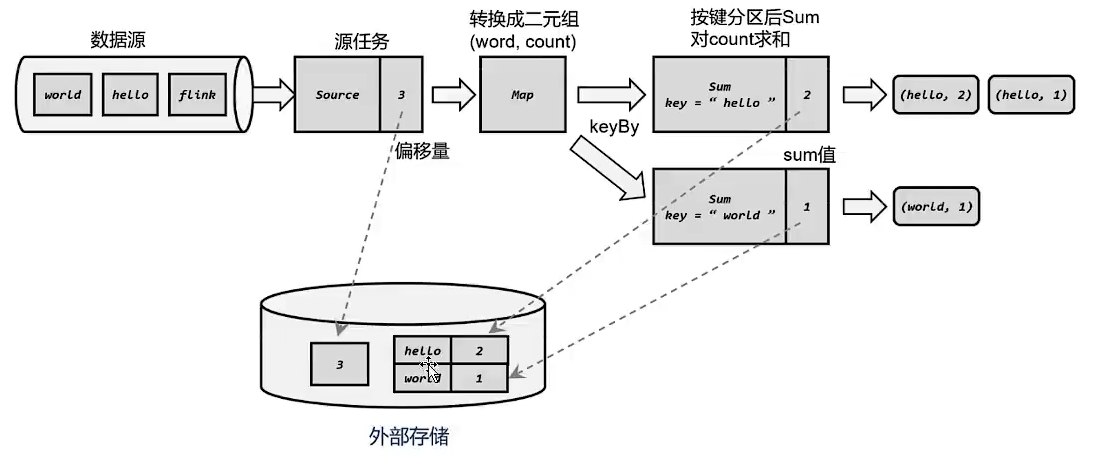 数据源
源任务
转换成二元组
(word, count)
按键分区后Sum
对count求和
world
hello
flink
Source
3
Map
Sum
key = “ hello ”
2
(hello, 2)
(hello, 1)
偏移量
keyBy
sum值
Sum
key = “ world ”
1
(world, 1)
3
hello
2
world
1
外部存储